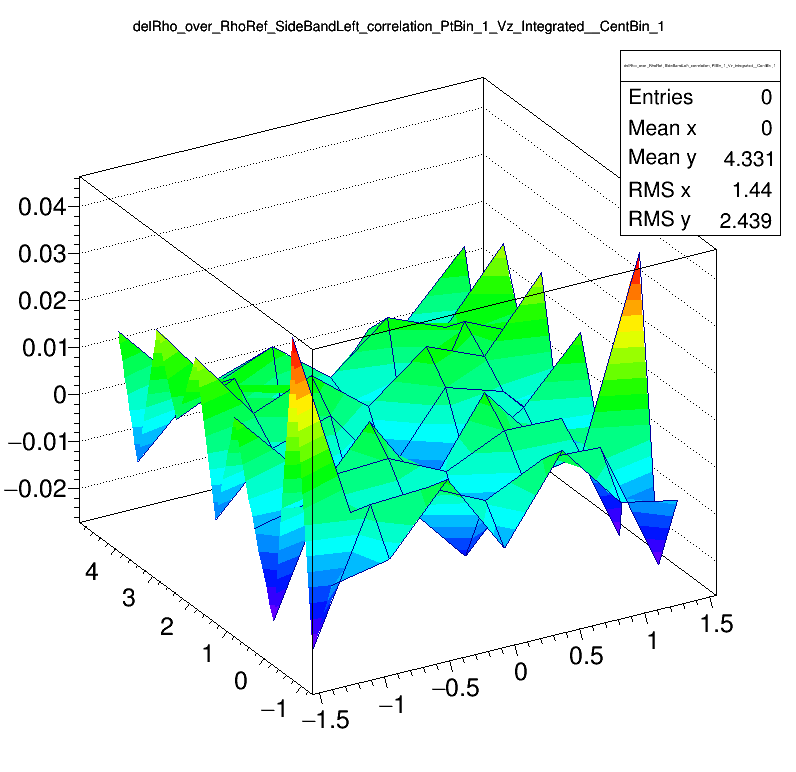 delRho_over_RhoRef_SideBandLeft_correlation_PtBin_1_Vz_Integrated__CentBin_1
delRho_over_RhoRef_SideBandLeft_correlation_PtBin_1_Vz_Integrated__CentBin_1
Entries 0
Mean x 0
Mean y 4.331
RMS x 1.44
RMS y 2.439
0.04
0.03
0.02
0.01
0
−0.01
−0.02
4
3
2
1
0
−1
−1.5
−1
−0.5
0
0.5
1
1.5